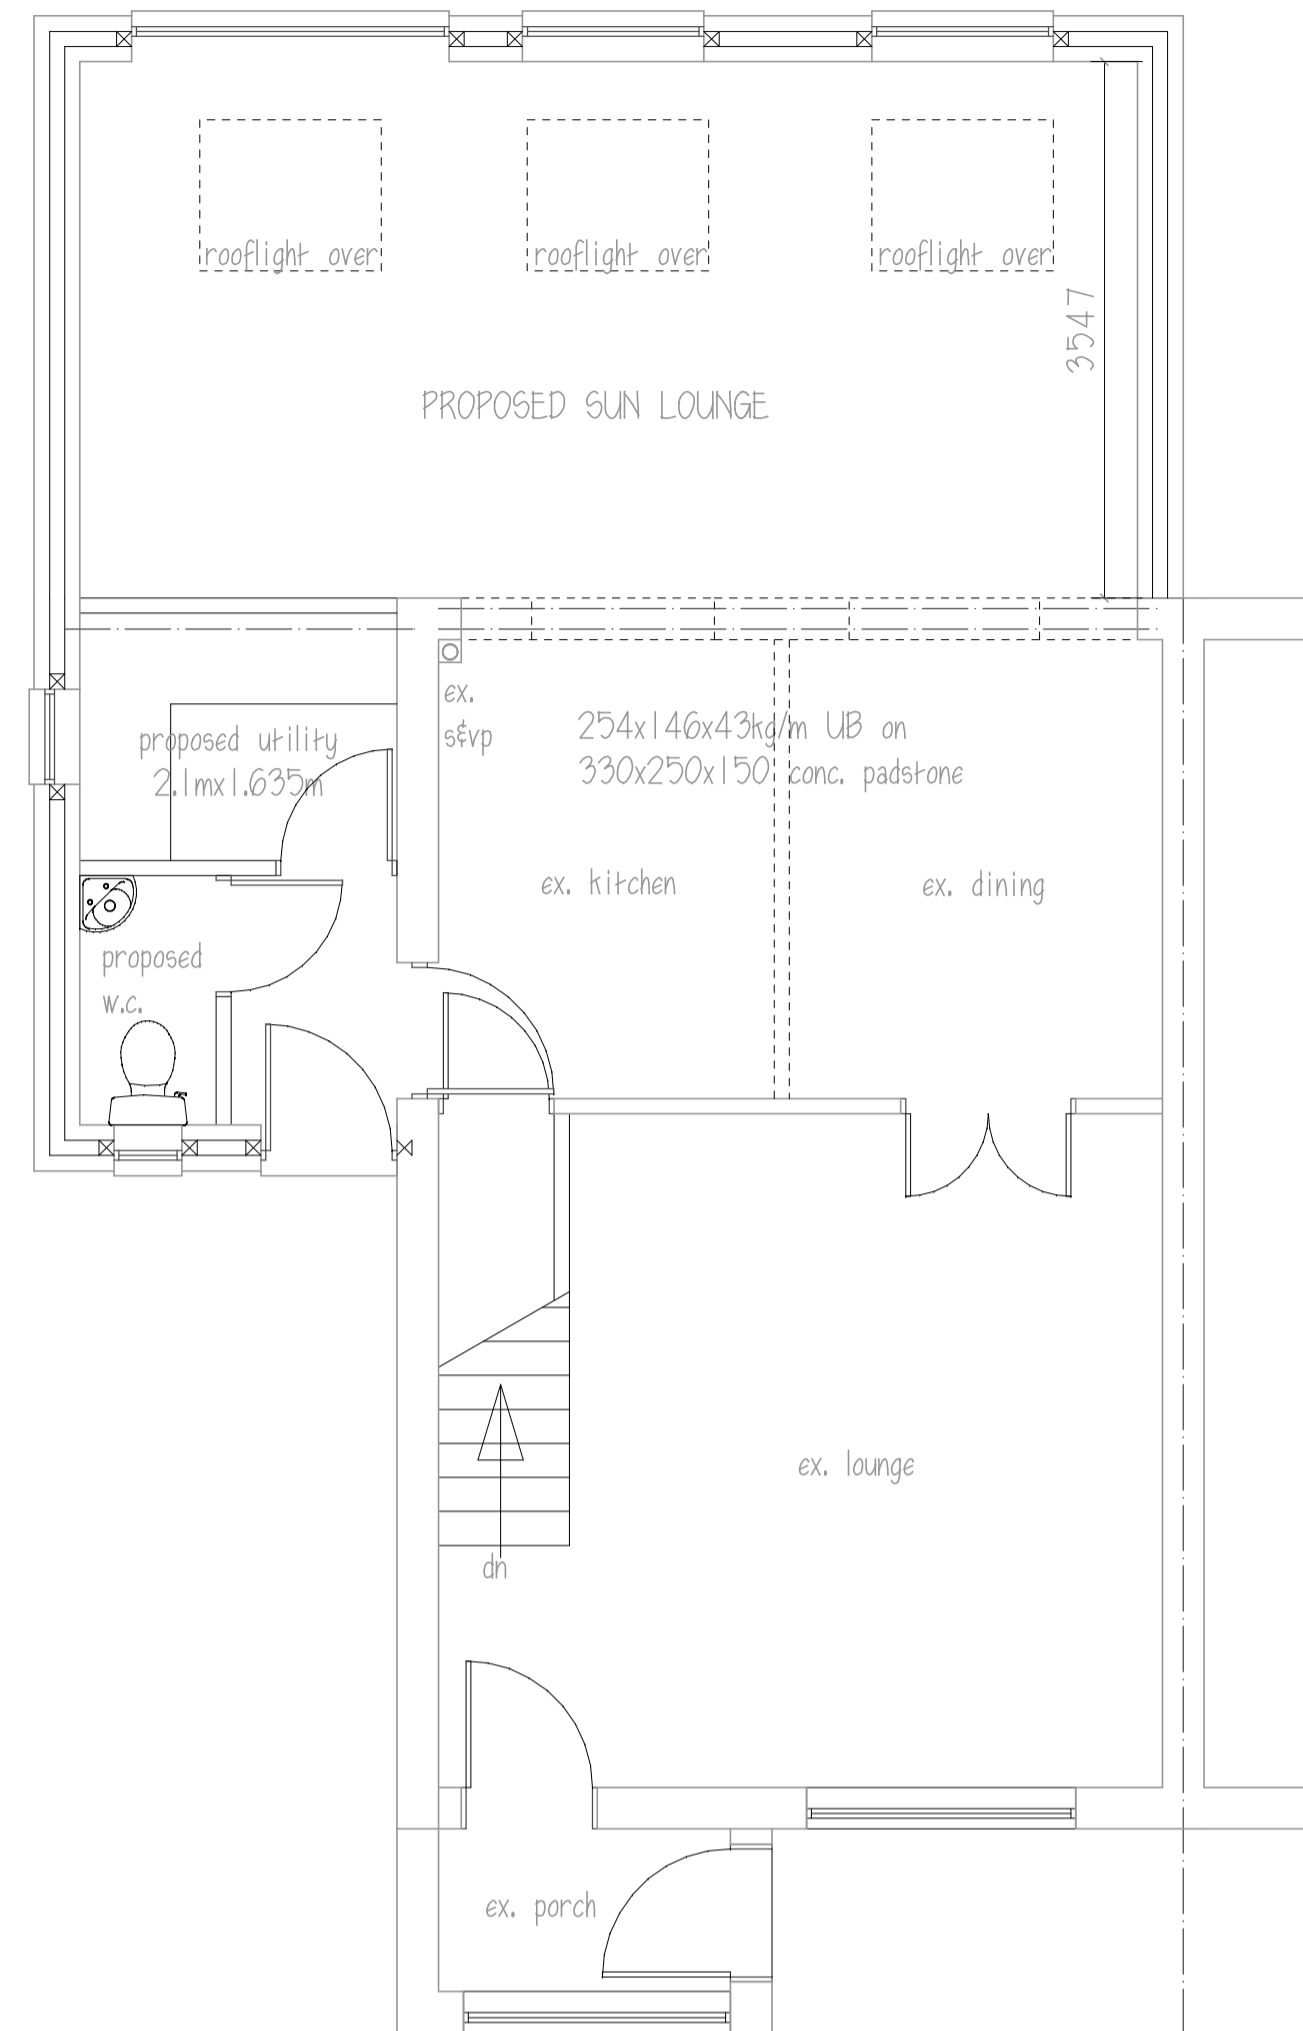 rooflight over
rooflight over
rooflight over
3547
PROPOSED SUN LOUNGE
ex.
s&vp
254x146x43kg/m UB on
330x250x150 conc. padstone
proposed utility
2.1mx1.635m
ex. kitchen
ex. dining
proposed
w.c.
ex. lounge
dn
ex. porch